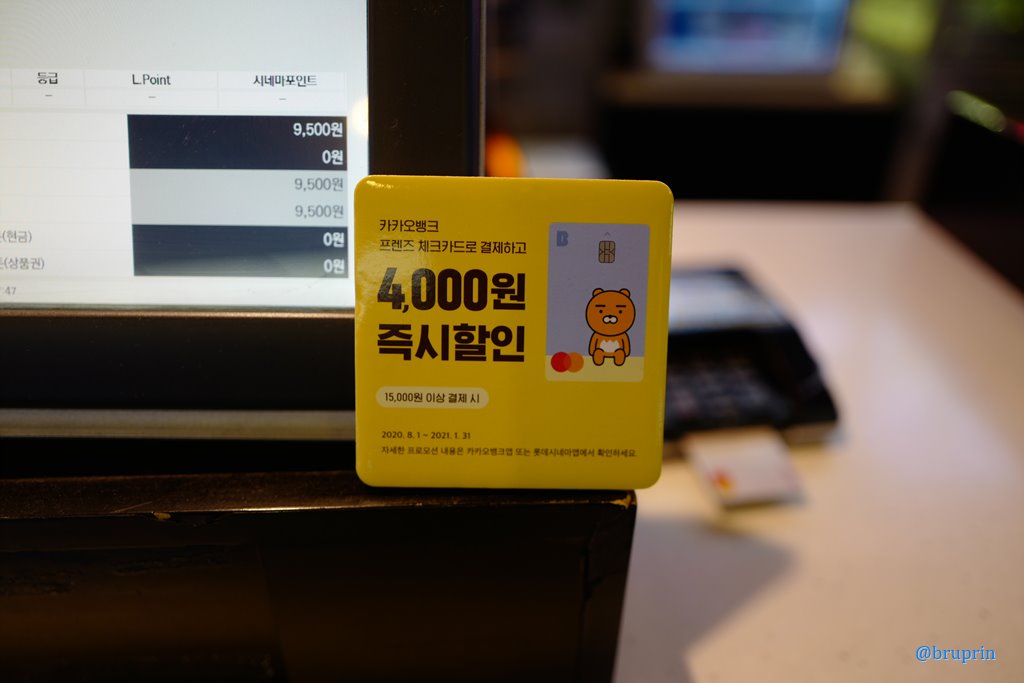 등급 L.Point 시네마포인트
9,500원
0원
9,500원
9,500원
(현금) 0원
(상품권) 0원
47
카카오뱅크
프렌즈 체크카드로 결제하고
4,000원
즉시할인
15,000원 이상 결제 시
2020. 8. 1 ~ 2021. 1. 31
자세한 프로모션 내용은 카카오뱅크앱 또는 롯데시네마앱에서 확인하세요.
B
@bruprin